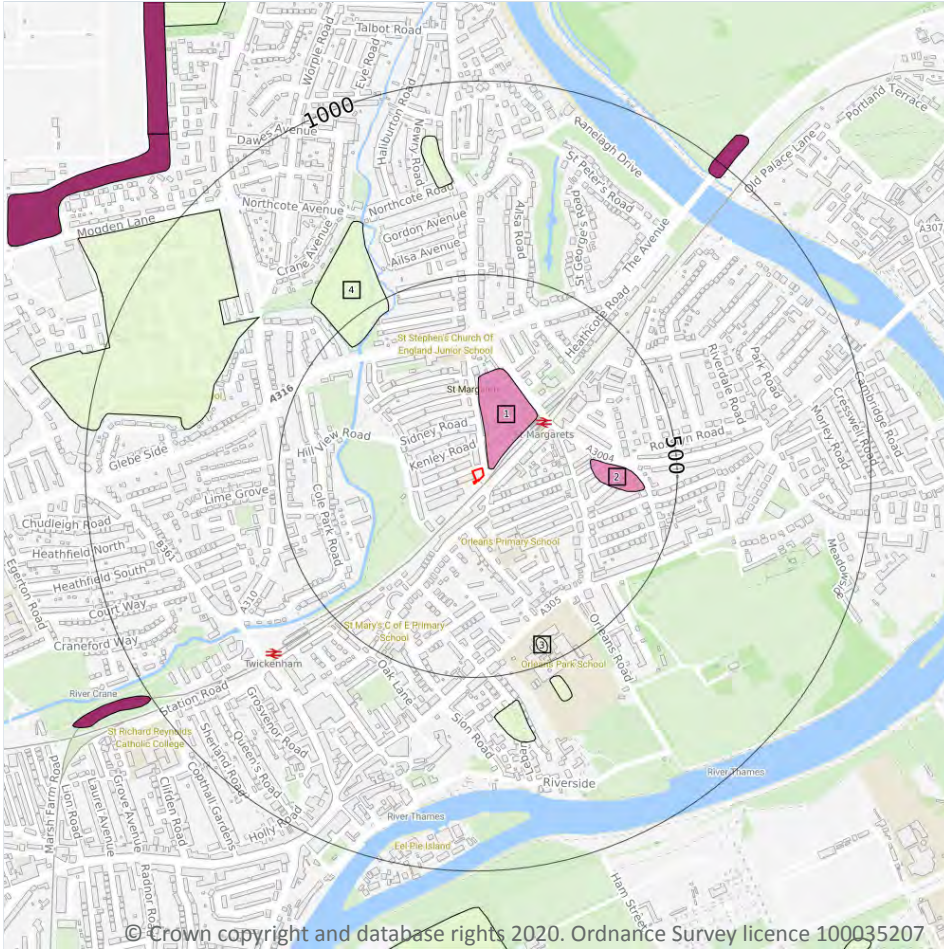 Talbot Road
Worple Road
Eve Road
1000
Haliburton Road
Newry Road
Dawes Avenue
Ranelagh Drive
Portland Terrace
Old Palace Lane
St Peter's Road
Northcote Avenue
Northcote Road
Mogden Lane
Gordon Avenue
Ailsa Road
St George's Road
The Avenue
A307
Crane Avenue
Ailsa Avenue
4
Heathcote Road
St Stephen's Church Of
England Junior School
Riverdale Road
Park Road
Cambridge Road
Cresswell Road
Morley Road
A316
St Mar
1
Sidney Road
Margarets
Hill View Road
Kenley Road
A3004
500
Glebe Side
2
Lime Grove
Cole Park Road
Chudleigh Road
Heathfield North
Orleans Primary School
Meadowside
Heathfield South
Egerton Road
A310
Court Way
A305
Craneford Way
St Mary's C of E Primary
School
Orleans Road
3
Twickenham
Orleans Park School
Oak Lane
River Crane
Station Road
Grosvenor Road
Sion Road
St Richard Reynolds
Catholic College
Queen's Road
Sherland Road
River Thames
Riverside
Marsh Farm Road
Lion Road
Laurel Avenue
Grove Avenue
Clifden Road
Copthall Gardens
Holly Road
River Thames
Eel Pie Island
Radnor Road
Ham Street
© Crown copyright and database rights 2020. Ordnance Survey licence 100035207